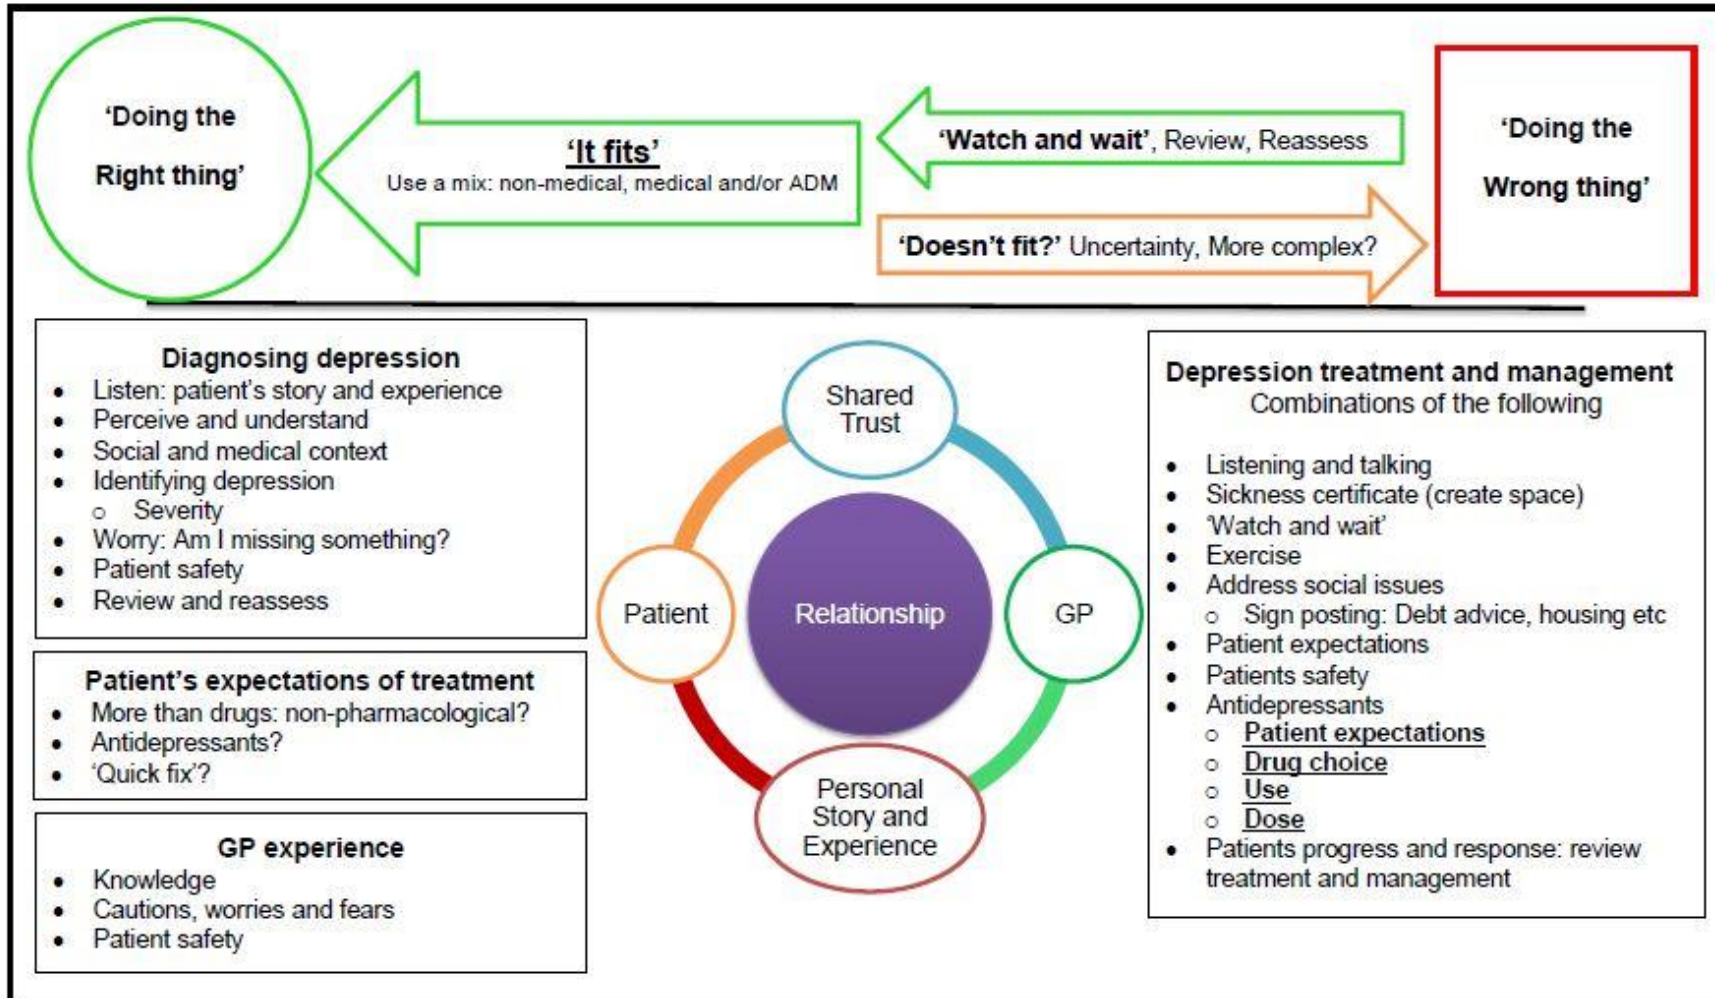 'Doing the
Right thing'
'It fits'
Use a mix: non-medical, medical and/or ADM
'Watch and wait', Review, Reassess
'Doesn't fit?' Uncertainty, More complex?
'Doing the
Wrong thing'
Diagnosing depression
• Listen: patient's story and experience
• Perceive and understand
• Social and medical context
• Identifying depression
o Severity
• Worry: Am I missing something?
• Patient safety
• Review and reassess
Patient's expectations of treatment
• More than drugs: non-pharmacological?
• Antidepressants?
• 'Quick fix'?
GP experience
• Knowledge
• Cautions, worries and fears
• Patient safety
Shared
Trust
Patient
Relationship
GP
Personal
Story and
Experience
Depression treatment and management
Combinations of the following
• Listening and talking
• Sickness certificate (create space)
• 'Watch and wait'
• Exercise
• Address social issues
o Sign posting: Debt advice, housing etc
• Patient expectations
• Patients safety
• Antidepressants
o Patient expectations
o Drug choice
o Use
o Dose
• Patients progress and response: review
treatment and management